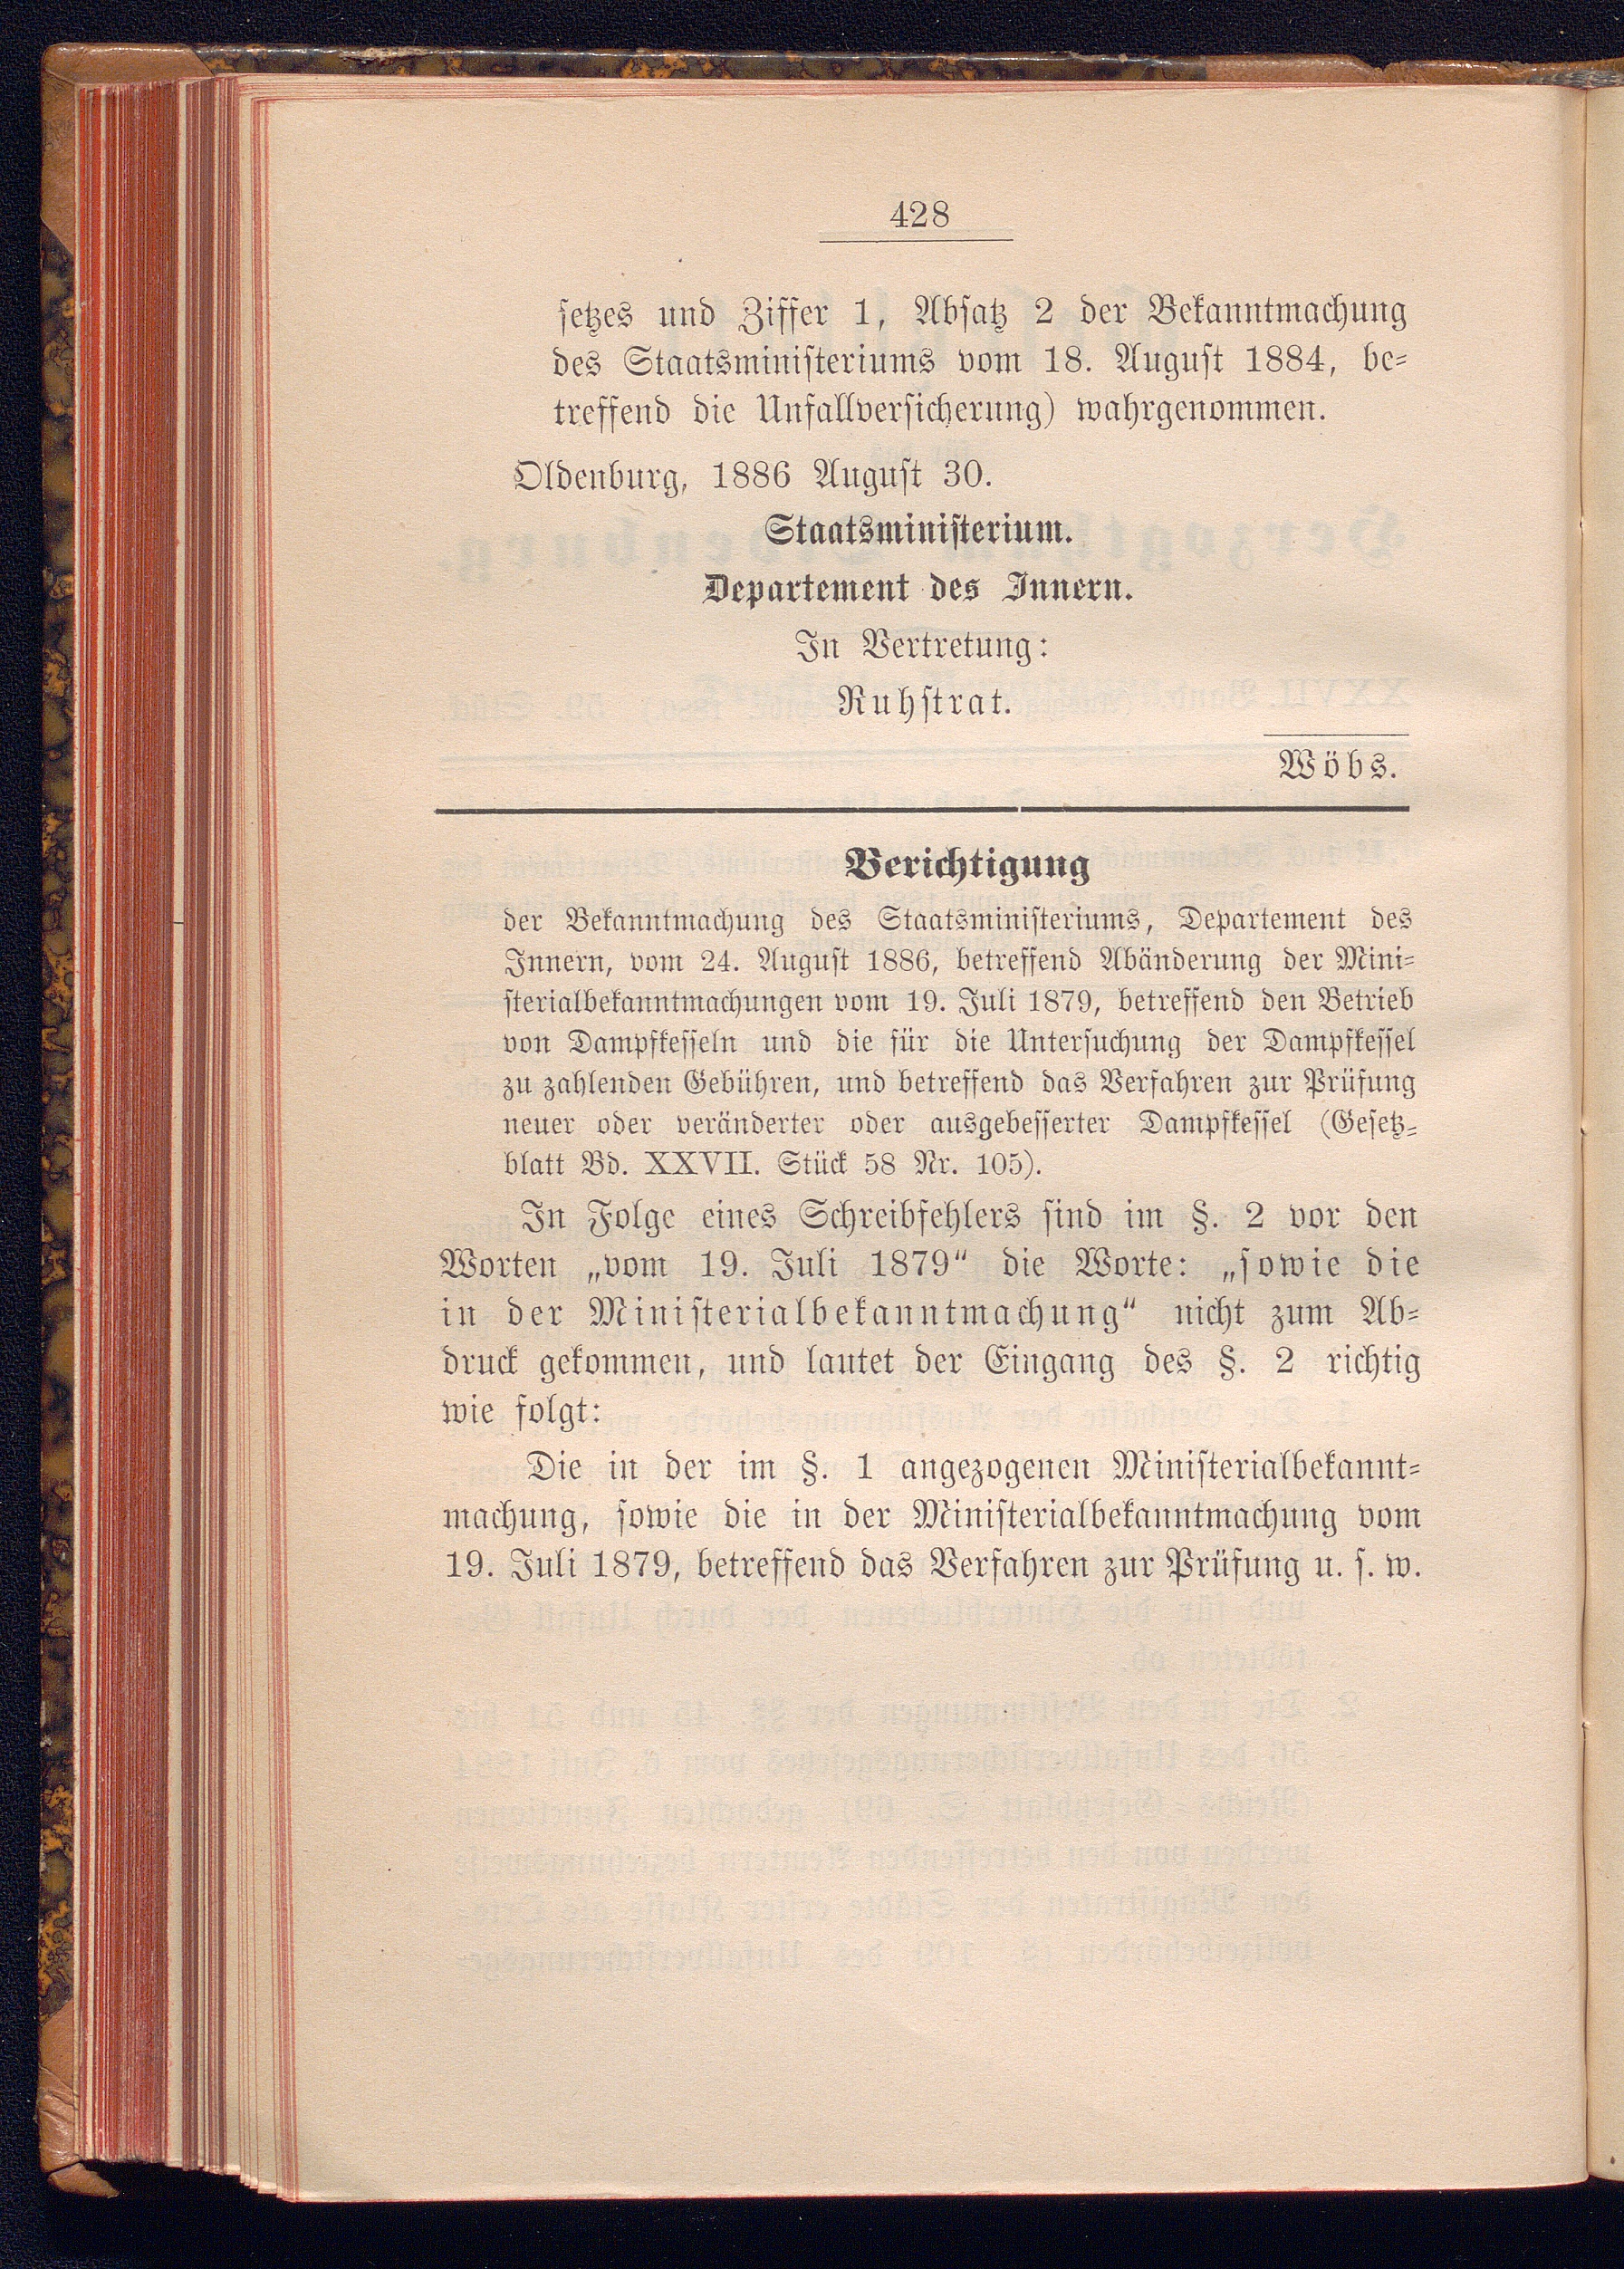 428
setzes und Ziffer 1, Absatz 2 der Bekanntmachung
des Staatsministeriums vom 18. August 1884, be-
treffend die Unfallversicherung) wahrgenommen.
Oldenburg, 1886 August 30.
Staatsministerium.
Departement des Innern.
In Vertretung:
Ruhstrat.
Wöbs.
Berichtigung
der Bekanntmachung des Staatsministeriums, Departement des
Innern, vom 24. August 1886, betreffend Abänderung der Mini-
sterialbekanntmachungen vom 19. Juli 1879, betreffend den Betrieb
von Dampfkesseln und die für die Untersuchung der Dampfkessel
zu zahlenden Gebühren, und betreffend das Verfahren zur Prüfung
neuer oder veränderter oder ausgebesserter Dampfkessel (Gesetz-
blatt Bd. XXVII. Stück 58 Nr. 105).
In Folge eines Schreibfehlers sind im §. 2 vor den
Worten „vom 19. Juli 1879“ die Worte: „sowie die
in der Ministerialbekanntmachung“ nicht zum Ab-
druck gekommen, und lautet der Eingang des §. 2 richtig
wie folgt:
Die in der im §. 1 angezogenen Ministerialbekannt-
machung, sowie die in der Ministerialbekanntmachung vom
19. Juli 1879, betreffend das Verfahren zur Prüfung u. s. w.